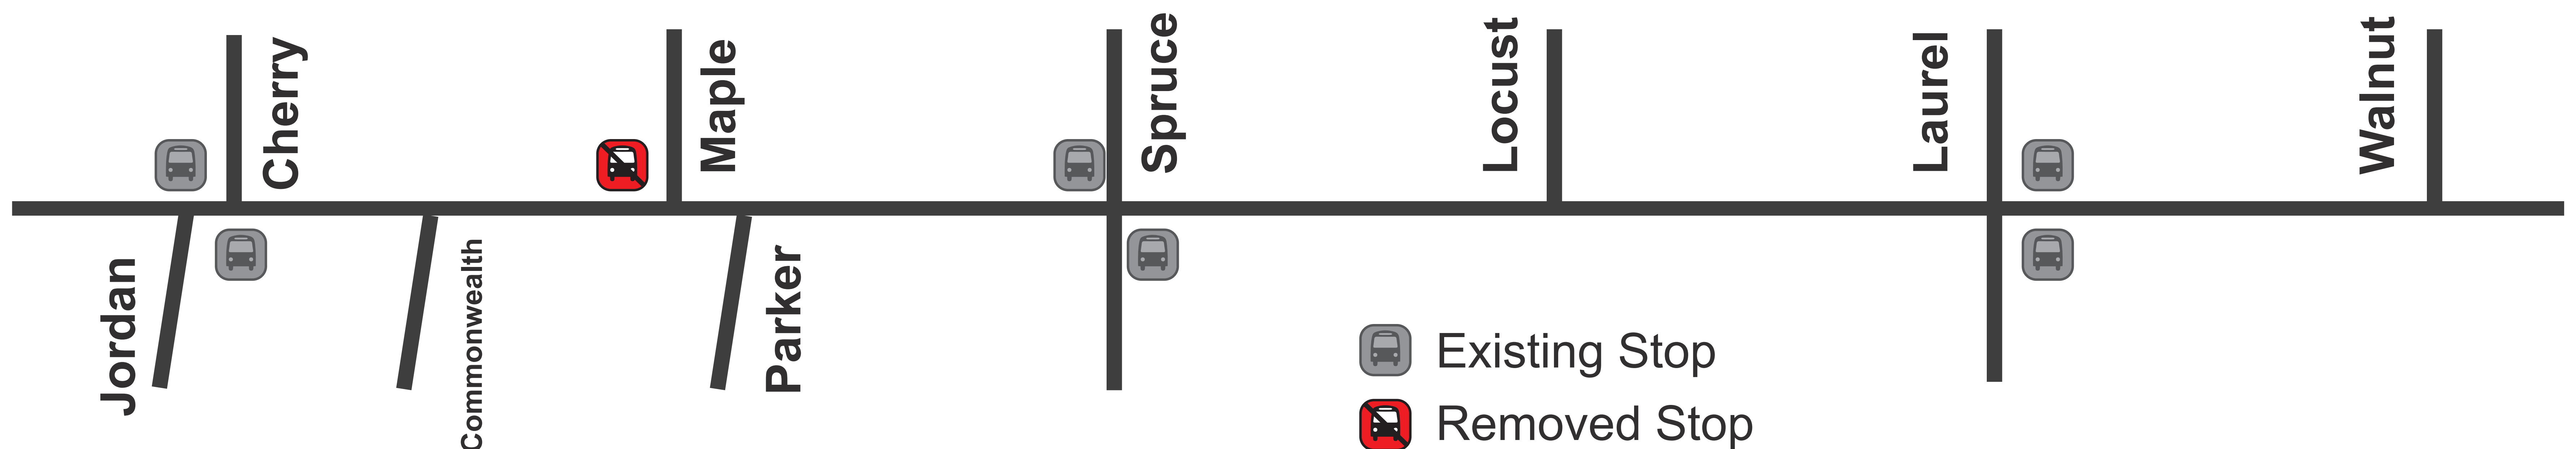 Cherry
Maple
Spruce
Locust
Laurel
Walnut
Jordan
Commonwealth
Parker
Existing Stop
Removed Stop